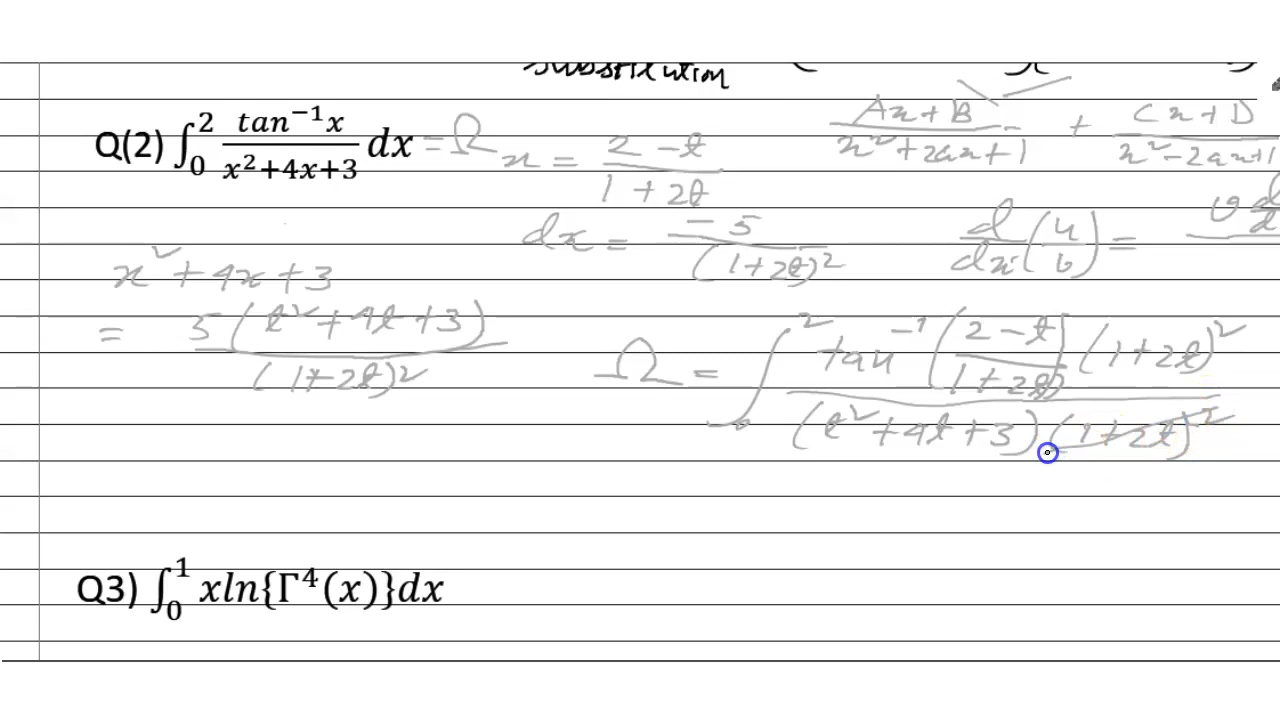 substitution
Q(2) ∫₀² tan⁻¹x / (x²+4x+3) dx = Ω
x = (2 - t) / (1 + 2t)
(Ax + B) / (x² + 2ax + 1) + (Cx + D) / (x² - 2ax + 1
dx = -5 / (1+2t)²
d/dx (u/v) =
x² + 4x + 3
= 5(t² + 4t + 3) / (1+2t)²
Ω = ∫₀² tan⁻¹((2-t)/(1+2t)) (1+2t)² / (t² + 4t + 3)(1+2t)²
Q3) ∫₀¹ xln{Γ⁴(x)}dx